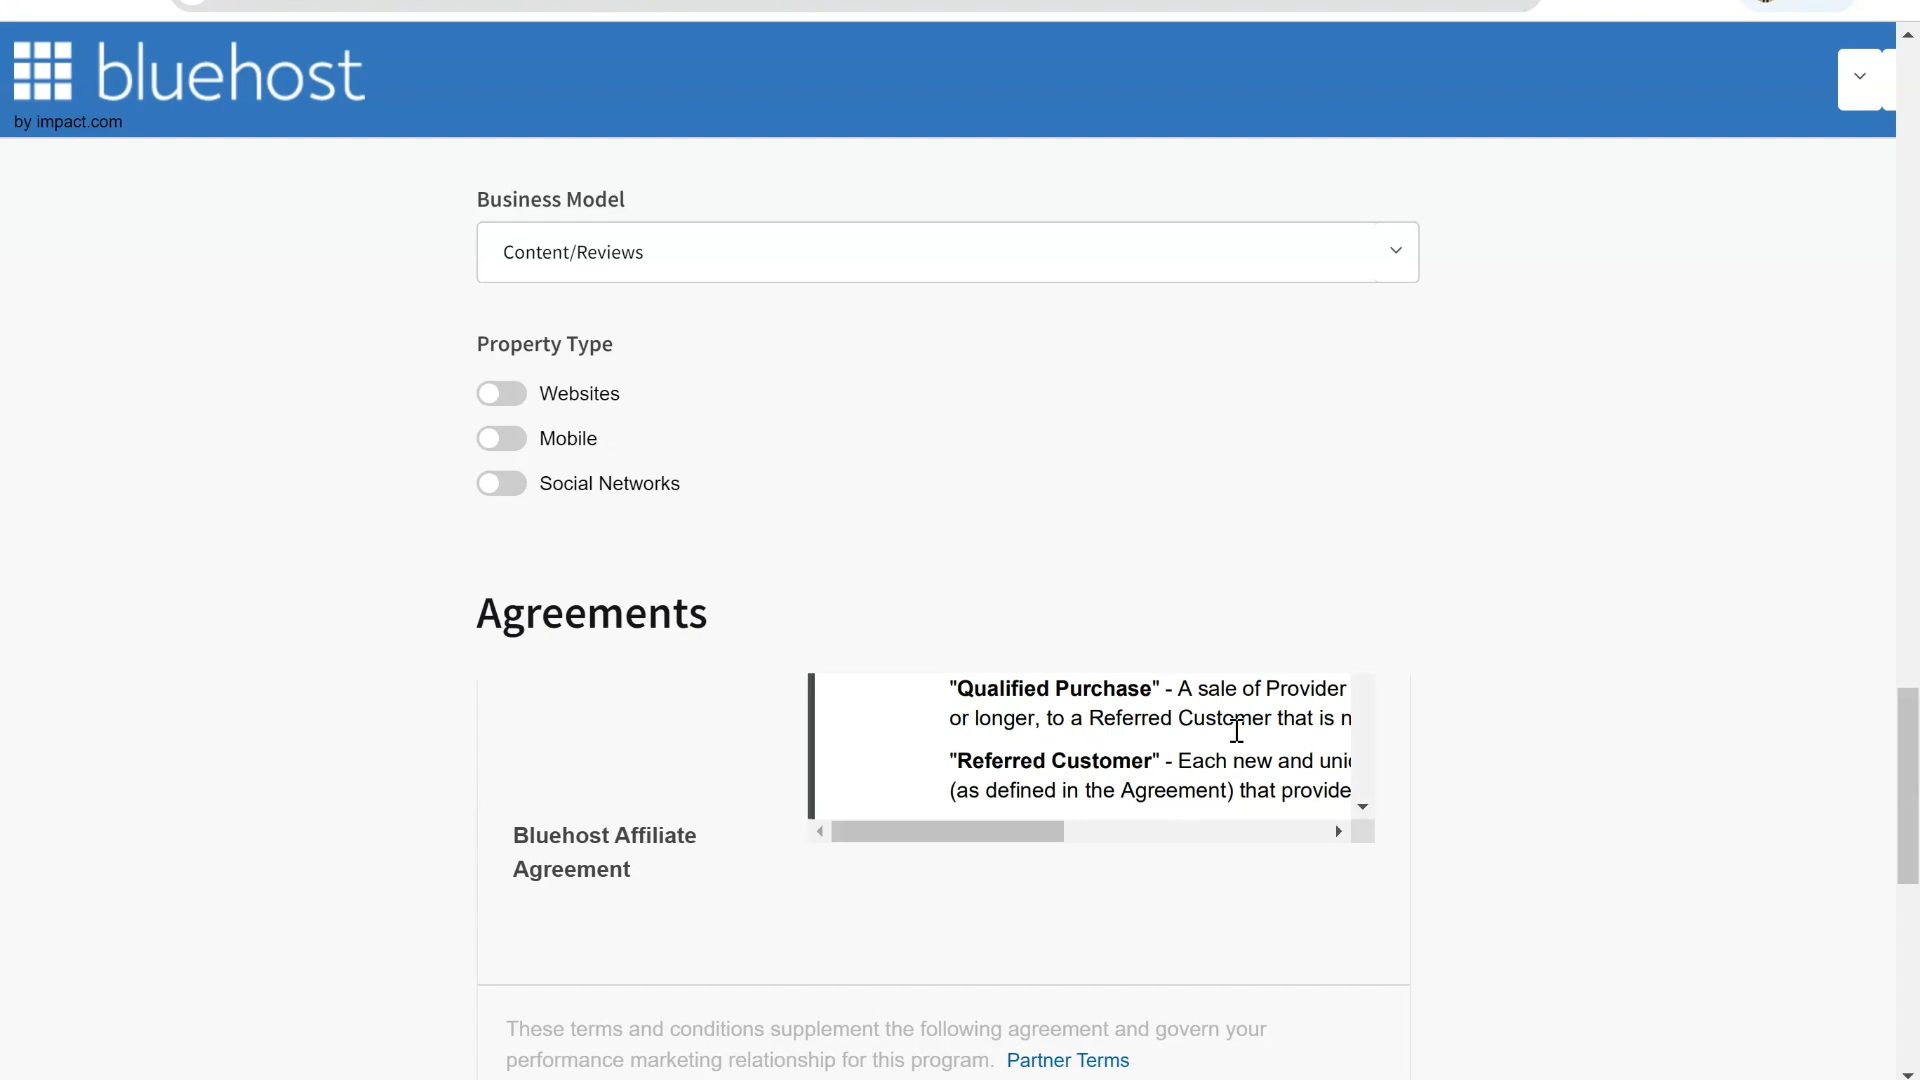 bluehost
by impact.com
Business Model
Content/Reviews
Property Type
Websites
Mobile
Social Networks
Agreements
"Qualified Purchase" - A sale of Provider
or longer, to a Referred Customer that is
"Referred Customer" - Each new and
(as defined in the Agreement) that provide
Bluehost Affiliate
Agreement
These terms and conditions supplement the following agreement and govern your
performance marketing relationship for this program. Partner Terms